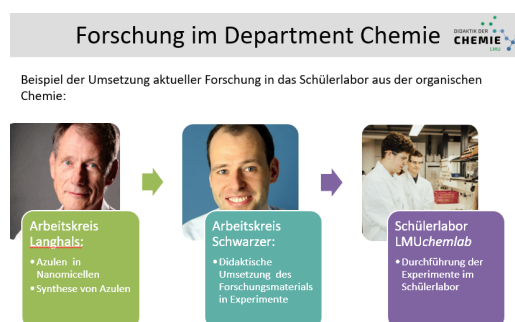 Forschung im Department Chemie
DIDAKTIK DER
CHEMIE
LMU
Beispiel der Umsetzung aktueller Forschung in das Schülerlabor aus der organischen
Chemie:
Arbeitskreis
Langhals:
• Azulen in
Nanomicellen
• Synthese von Azulen
Arbeitskreis
Schwarzer:
• Didaktische
Umsetzung des
Forschungsmaterials
in Experimente
Schülerlabor
LMUchemlab
• Durchführung der
Experimente im
Schülerlabor